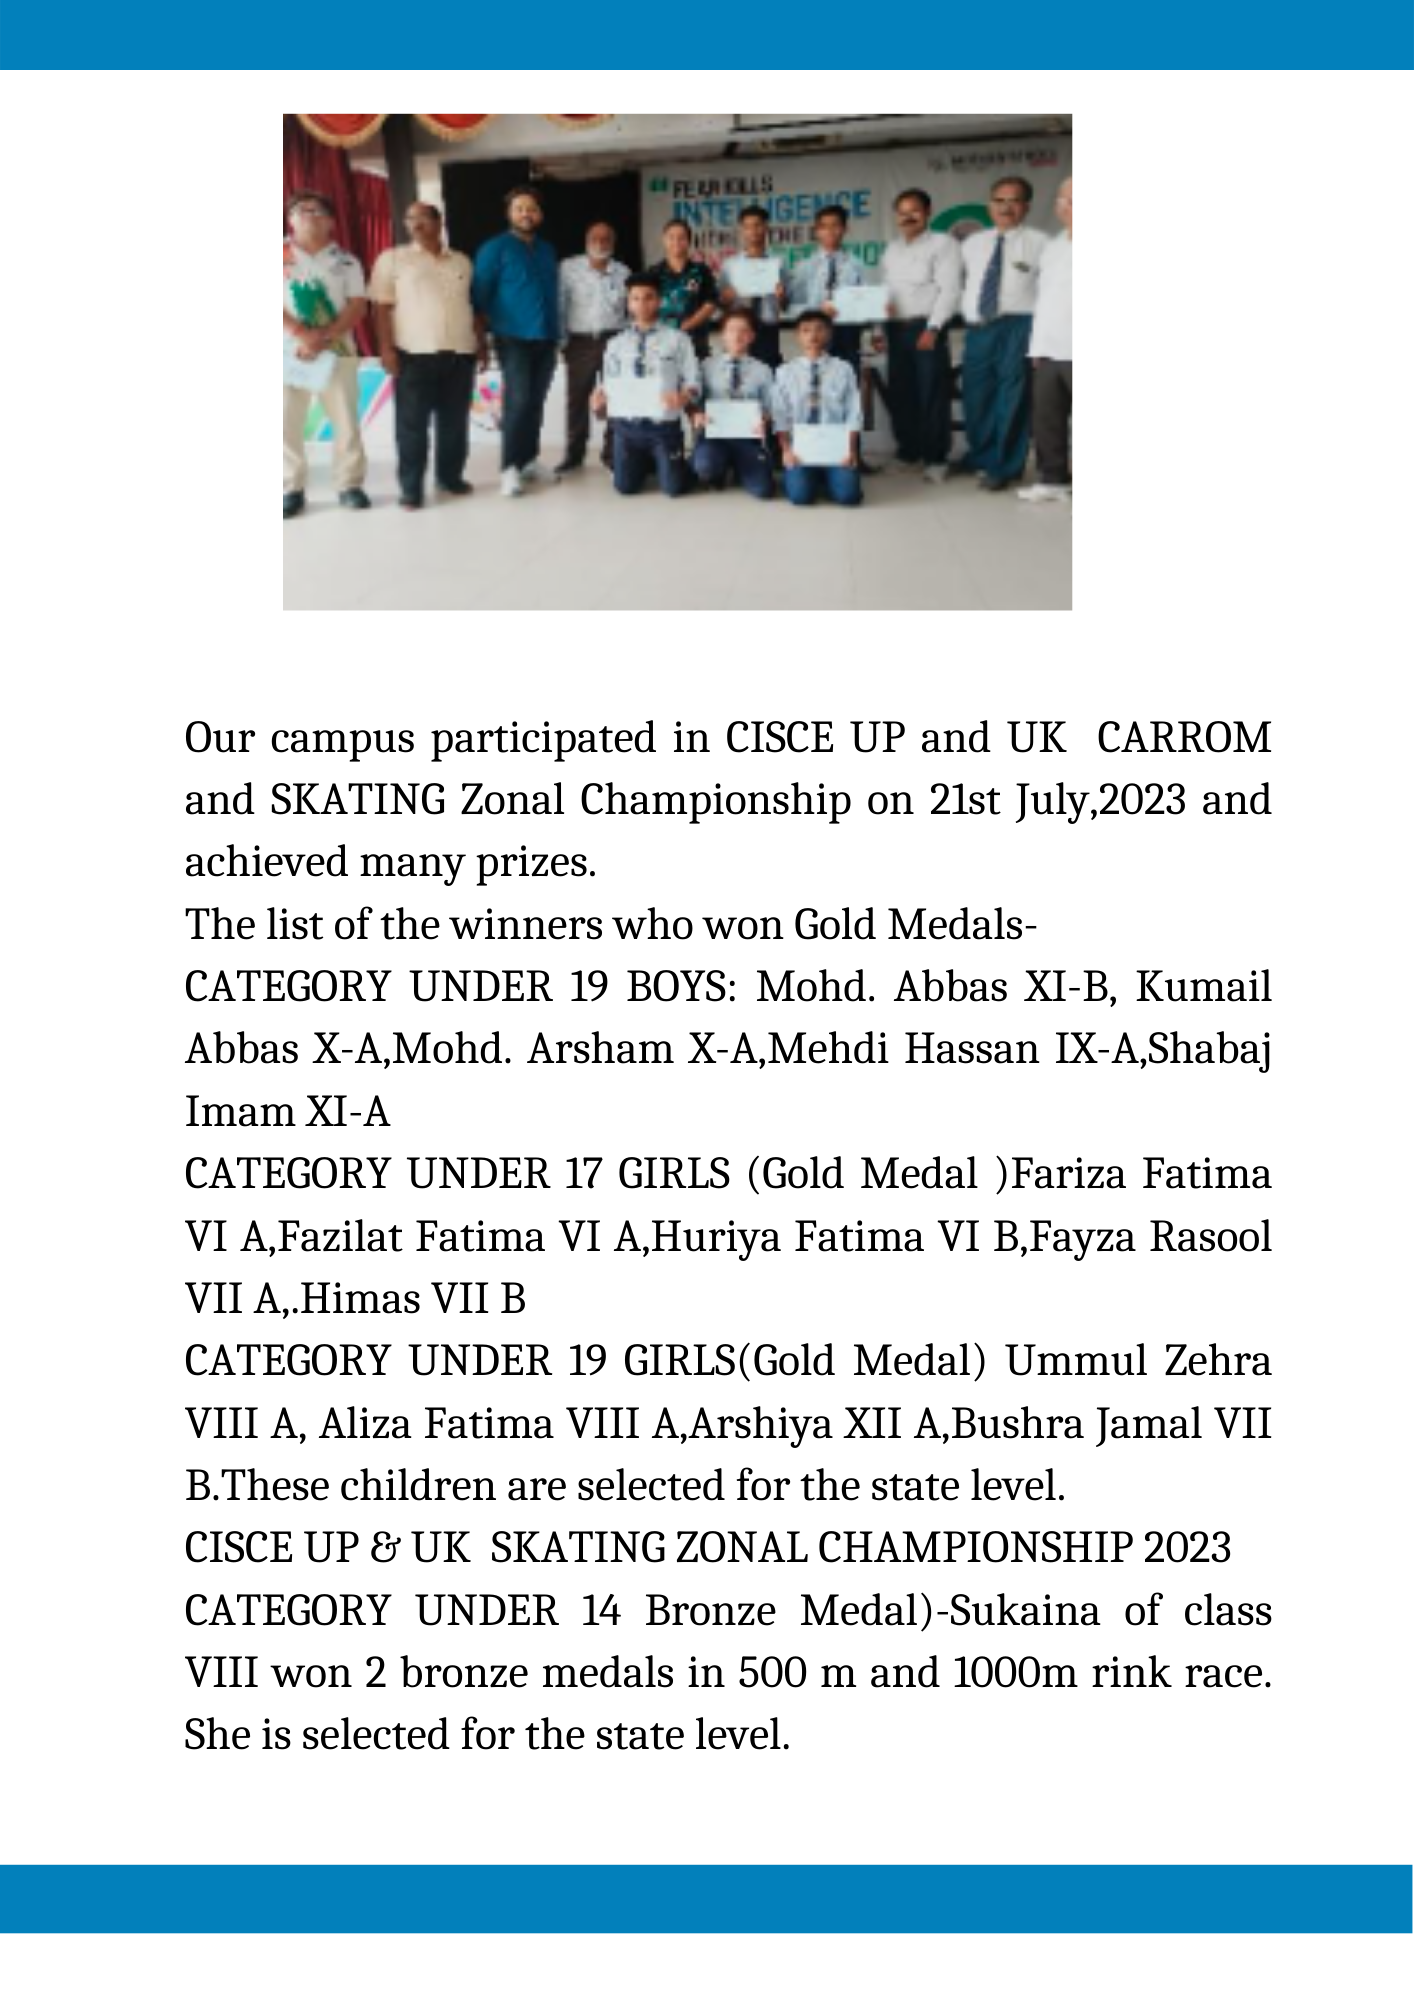 FEAR KILLS
INTELLIGENCE
Our campus participated in CISCE UP and UK CARROM
and SKATING Zonal Championship on 21st July,2023 and
achieved many prizes.
The list of the winners who won Gold Medals-
CATEGORY UNDER 19 BOYS: Mohd. Abbas XI-B, Kumail
Abbas X-A,Mohd. Arsham X-A,Mehdi Hassan IX-A,Shabaj
Imam XI-A
CATEGORY UNDER 17 GIRLS (Gold Medal )Fariza Fatima
VI A,Fazilat Fatima VI A,Huriya Fatima VI B,Fayza Rasool
VII A,.Himas VII B
CATEGORY UNDER 19 GIRLS(Gold Medal) Ummul Zehra
VIII A, Aliza Fatima VIII A,Arshiya XII A,Bushra Jamal VII
B.These children are selected for the state level.
CISCE UP & UK SKATING ZONAL CHAMPIONSHIP 2023
CATEGORY UNDER 14 Bronze Medal)-Sukaina of class
VIII won 2 bronze medals in 500 m and 1000m rink race.
She is selected for the state level.